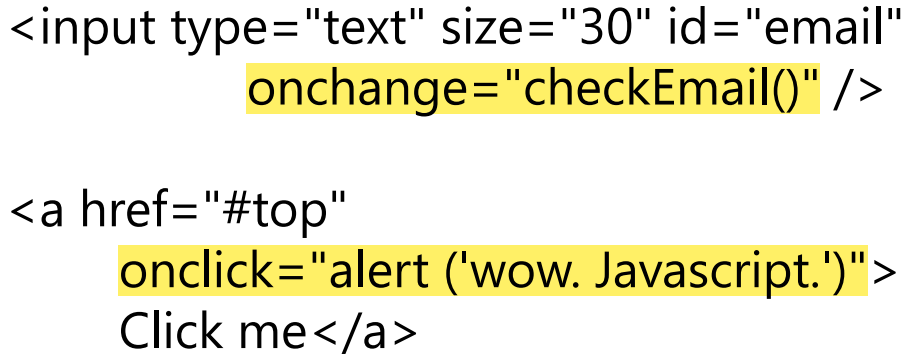 <input type="text" size="30" id="email"
onchange="checkEmail()" />
<a href="#top"
onclick="alert ('wow. Javascript.')">
Click me</a>